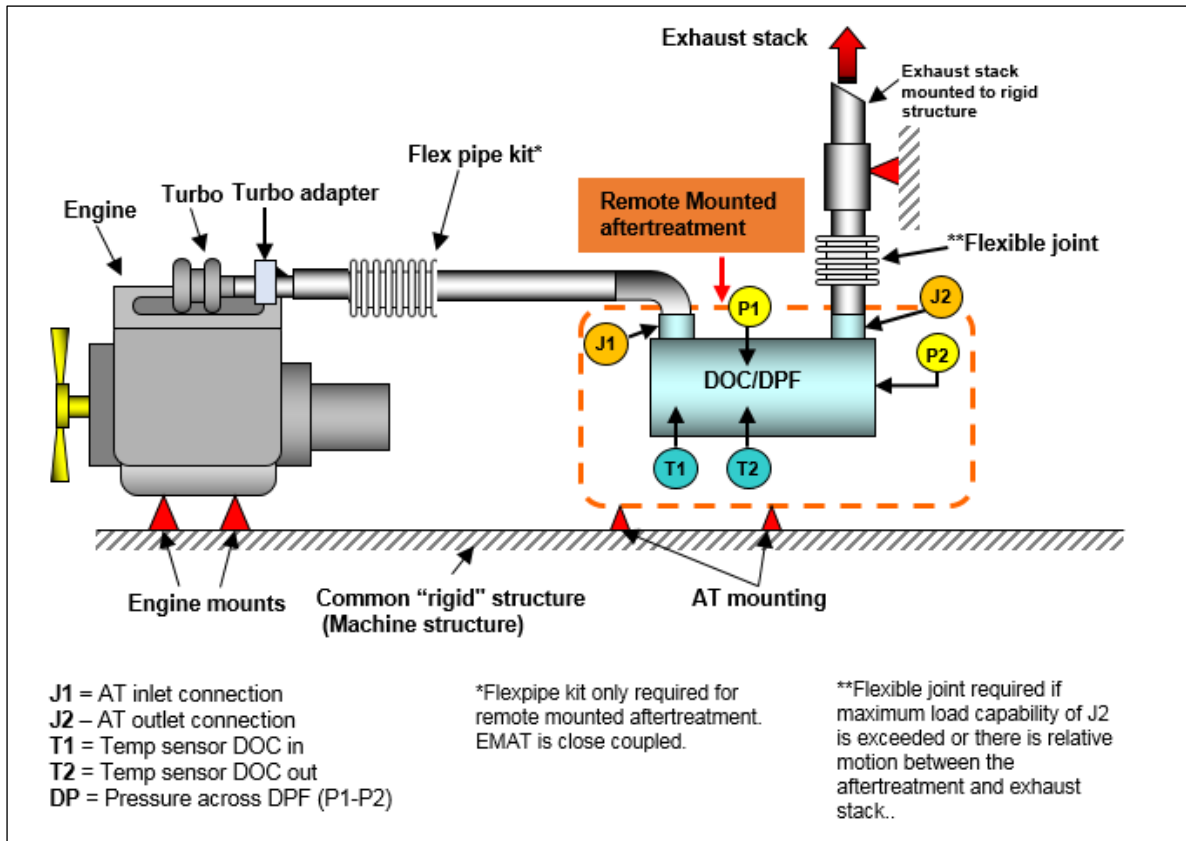 Exhaust stack
Exhaust stack
mounted to rigid
structure
Flex pipe kit*
Turbo
Turbo adapter
Engine
Remote Mounted
aftertreatment
**Flexible joint
P1
J2
J1
P2
DOC/DPF
T1
T2
Engine mounts
Common “rigid" structure
(Machine structure)
AT mounting
J1 = AT inlet connection
J2 – AT outlet connection
T1 = Temp sensor DOC in
T2 = Temp sensor DOC out
DP = Pressure across DPF (P1-P2)
*Flexpipe kit only required for
remote mounted aftertreatment.
EMAT is close coupled.
**Flexible joint required if
maximum load capability of J2
is exceeded or there is relative
motion between the
aftertreatment and exhaust
stack..